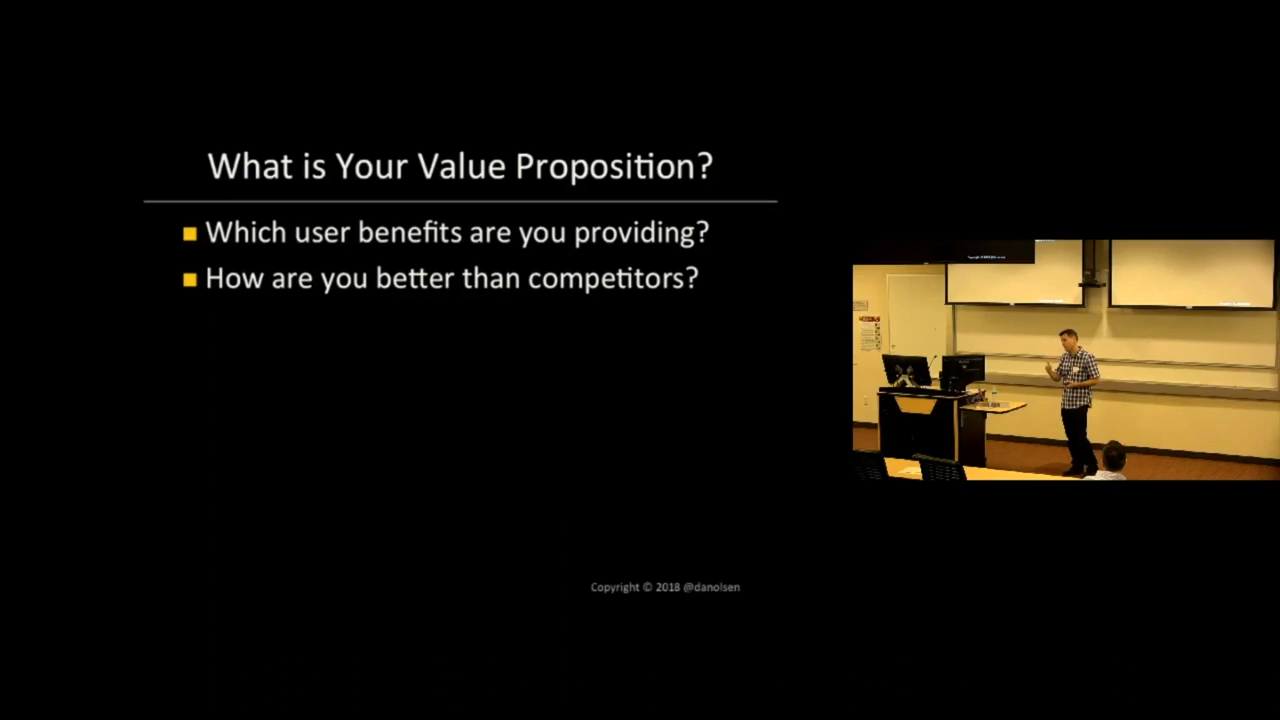 What is Your Value Proposition?
Which user benefits are you providing?
How are you better than competitors?
Copyright © 2018 @danolsen